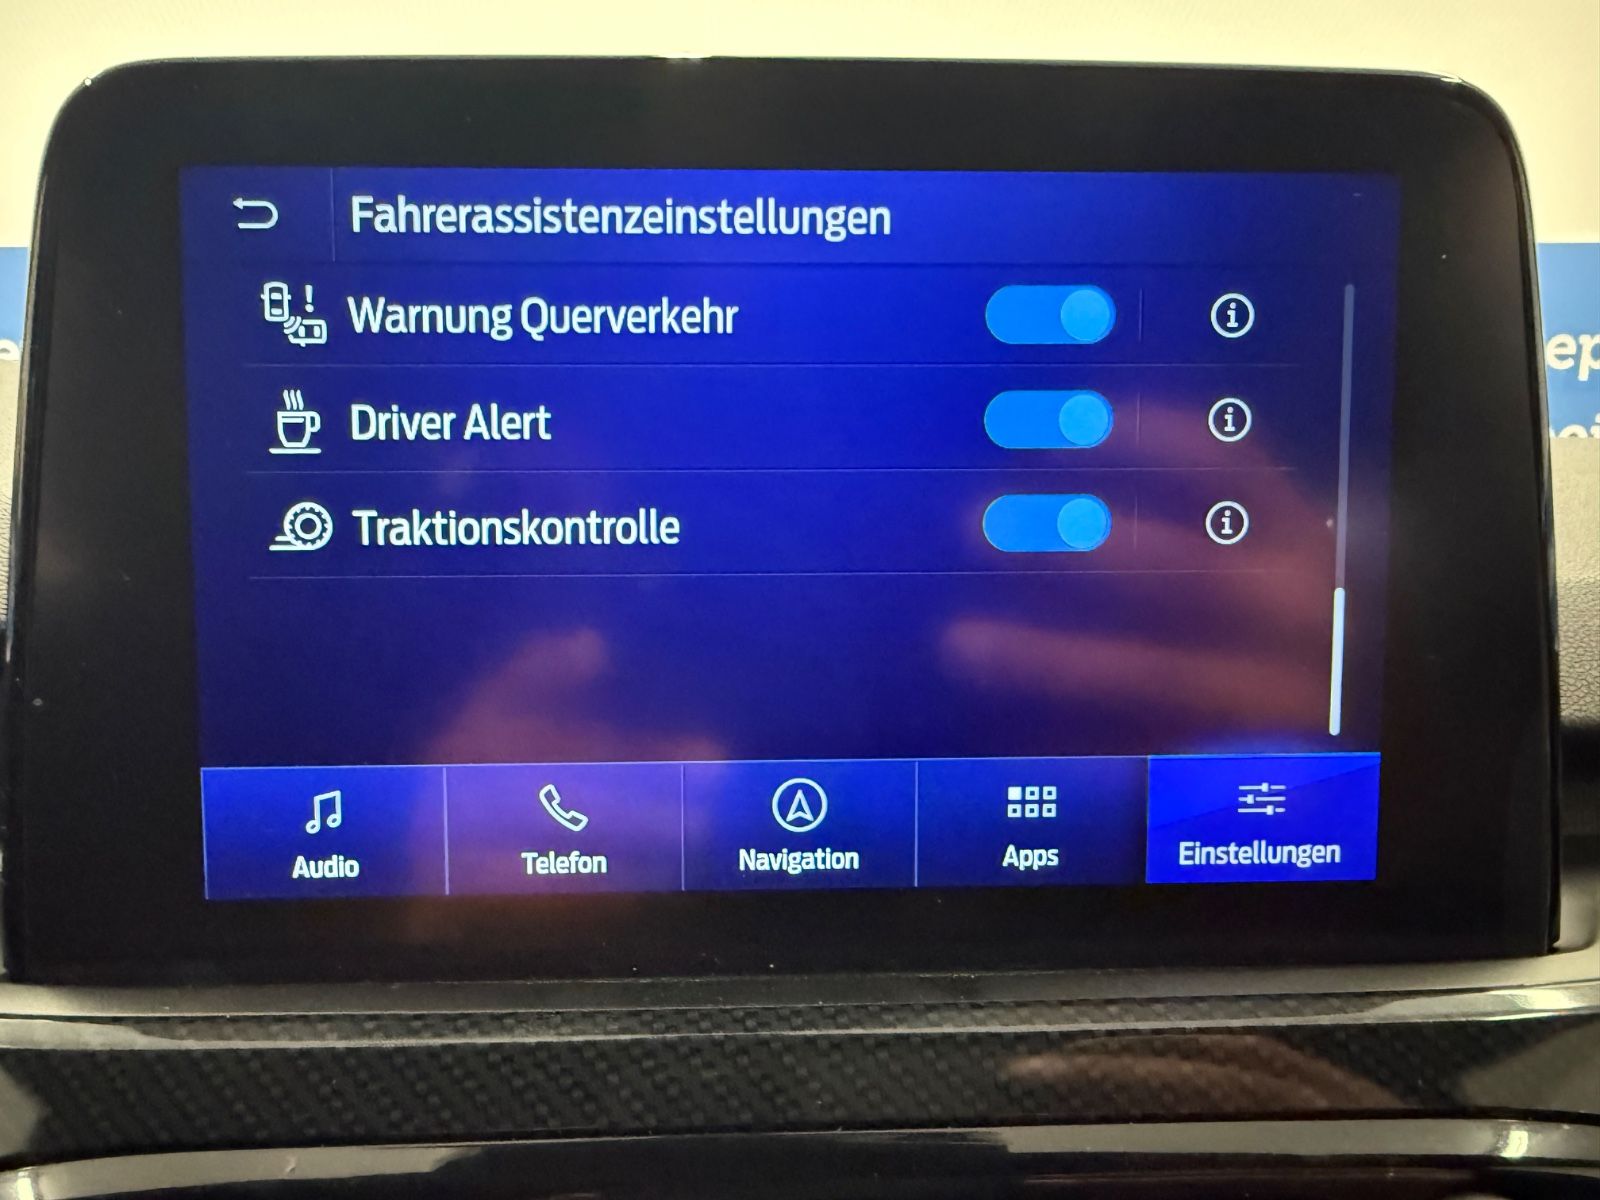 Fahrerassistenzeinstellungen
Warnung Querverkehr
Driver Alert
Traktionskontrolle
Audio
Telefon
Navigation
Apps
Einstellungen